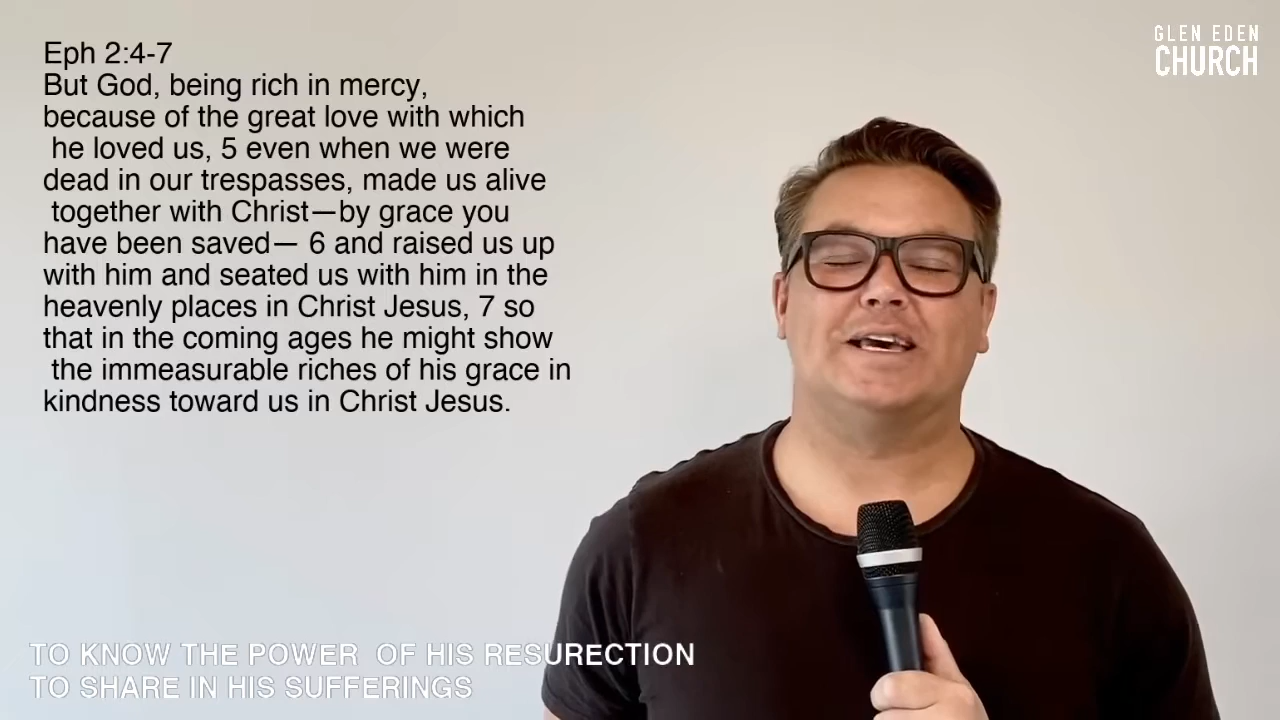 Eph 2:4-7
But God, being rich in mercy,
because of the great love with which
he loved us, 5 even when we were
dead in our trespasses, made us alive
together with Christ—by grace you
have been saved— 6 and raised us up
with him and seated us with him in the
heavenly places in Christ Jesus, 7 so
that in the coming ages he might show
the immeasurable riches of his grace in
kindness toward us in Christ Jesus.
GLEN EDEN
CHURCH
TO KNOW THE POWER OF HIS RESURECTION
TO SHARE IN HIS SUFFERINGS